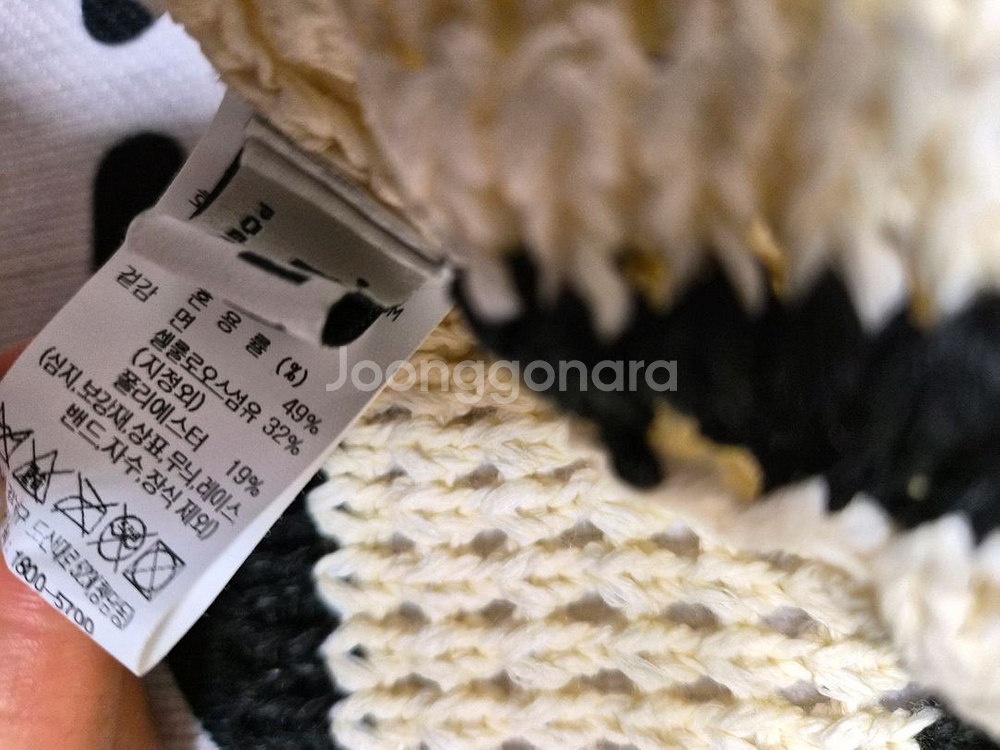 혼 용 률 (%)
겉감 면 49%
셀룰로오스섬유 32%
(지정외)
폴리에스터 19%
(심지,보강재,상표,무늬,레이스
밴드,자수,장식 제외)
1800-5700
Joonggonara